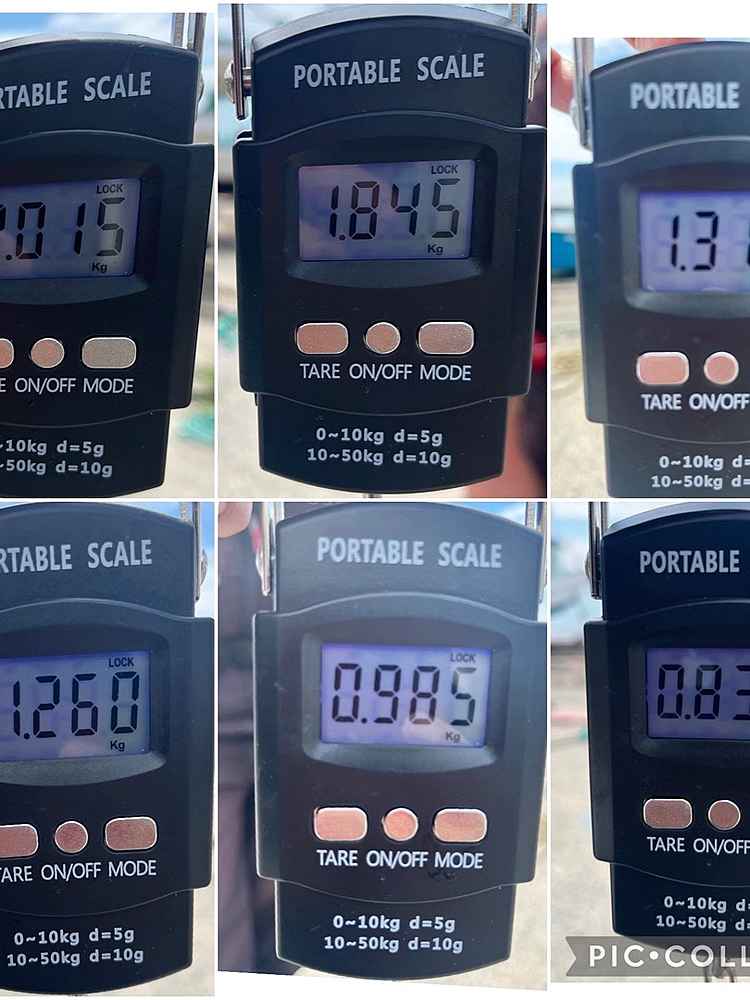 RTABLE SCALE
LOCK
.015
Kg
E ON/OFF MODE
~10kg d=5g
~50kg d=10g
PORTABLE SCALE
LOCK
1.845
Kg
TARE ON/OFF MODE
0~10kg d=5g
10~50kg d=10g
PORTABLE
1.3
TARE ON/OFF
0~10kg d=
10~50kg d=
RTABLE SCALE
LOCK
1.260
Kg
TARE ON/OFF MODE
0~10kg d=5g
10~50kg d=10g
PORTABLE SCALE
LOCK
0.985
Kg
TARE ON/OFF MODE
0~10kg d=5g
10~50kg d=10g
PORTABLE
0.83
TARE ON/OFF
0~10kg d=
10~50kg d=
PIC•COLL